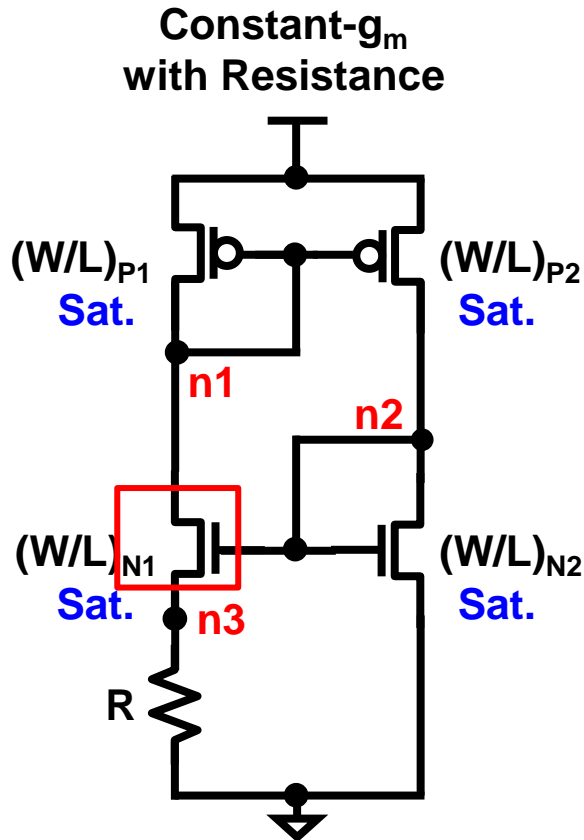 Constant-gₘ
with Resistance
(W/L)P1
Sat.
(W/L)P2
Sat.
n1
n2
(W/L)N1
Sat.
(W/L)N2
Sat.
n3
R